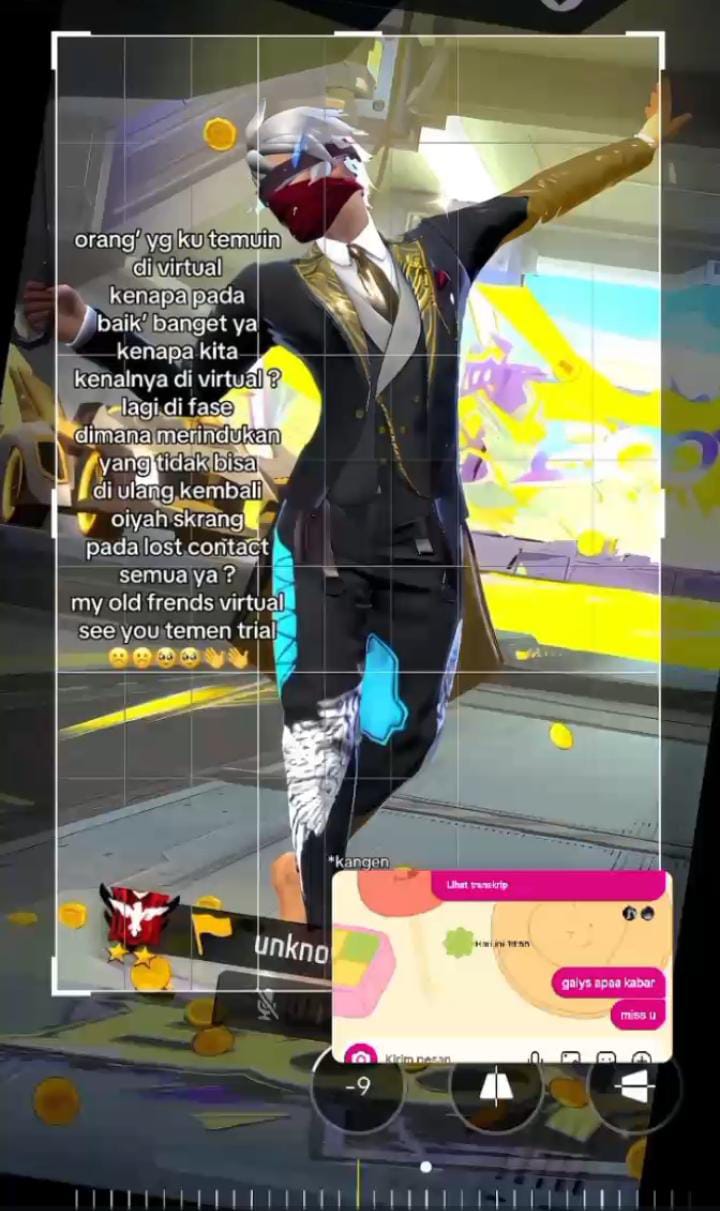 orang’ yg ku temuin
di virtual
kenapa pada
baik’ banget ya
kenapa kita
kenalnya di virtual ?
lagi di fase
dimana merindukan
yang tidak bisa
di ulang kembali
oiyah skrang
pada lost contact
semua ya ?
my old frends virtual
see you temen trial
☹️☹️🥹🥹👋👋
*kangen
Lihat transkrip
unkno
galys apaa kabar
miss u
Kirim pesan
-9